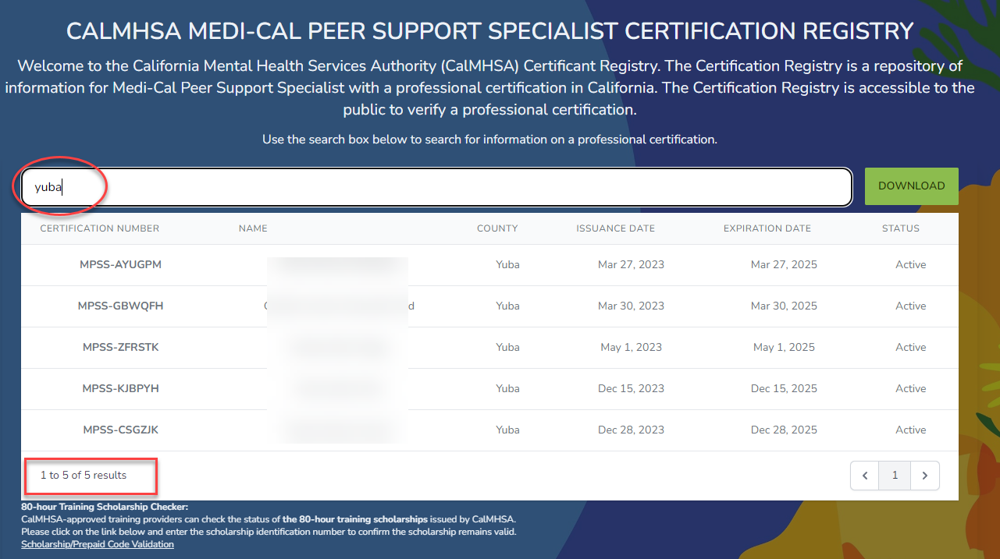 CALMHSA MEDI-CAL PEER SUPPORT SPECIALIST CERTIFICATION REGISTRY
Welcome to the California Mental Health Services Authority (CalMHSA) Certificant Registry. The Certification Registry is a repository of
information for Medi-Cal Peer Support Specialist with a professional certification in California. The Certification Registry is accessible to the
public to verify a professional certification.
Use the search box below to search for information on a professional certification.
yuba DOWNLOAD
CERTIFICATION NUMBER NAME COUNTY ISSUANCE DATE EXPIRATION DATE STATUS
MPSS-AYUGPM Yuba Mar 27, 2023 Mar 27, 2025 Active
MPSS-GBWQFH Yuba Mar 30, 2023 Mar 30, 2025 Active
MPSS-ZFRSTK Yuba May 1, 2023 May 1, 2025 Active
MPSS-KJBPYH Yuba Dec 15, 2023 Dec 15, 2025 Active
MPSS-CSGZJK Yuba Dec 28, 2023 Dec 28, 2025 Active
1 to 5 of 5 results 1
80-hour Training Scholarship Checker:
CalMHSA-approved training providers can check the status of the 80-hour training scholarships issued by CalMHSA.
Please click on the link below and enter the scholarship identification number to confirm the scholarship remains valid.
Scholarship/Prepaid Code Validation